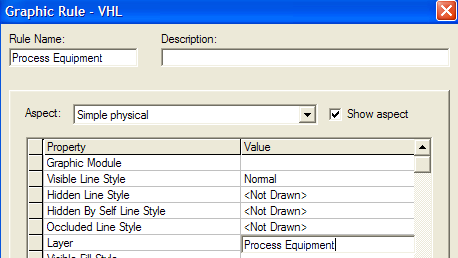 Graphic Rule - VHL
Rule Name: Description:
Process Equipment
Aspect: Simple physical Show aspect
Property Value
Graphic Module
Visible Line Style Normal
Hidden Line Style <Not Drawn>
Hidden By Self Line Style <Not Drawn>
Occluded Line Style <Not Drawn>
Layer Process Equipment
Visible Fill Style